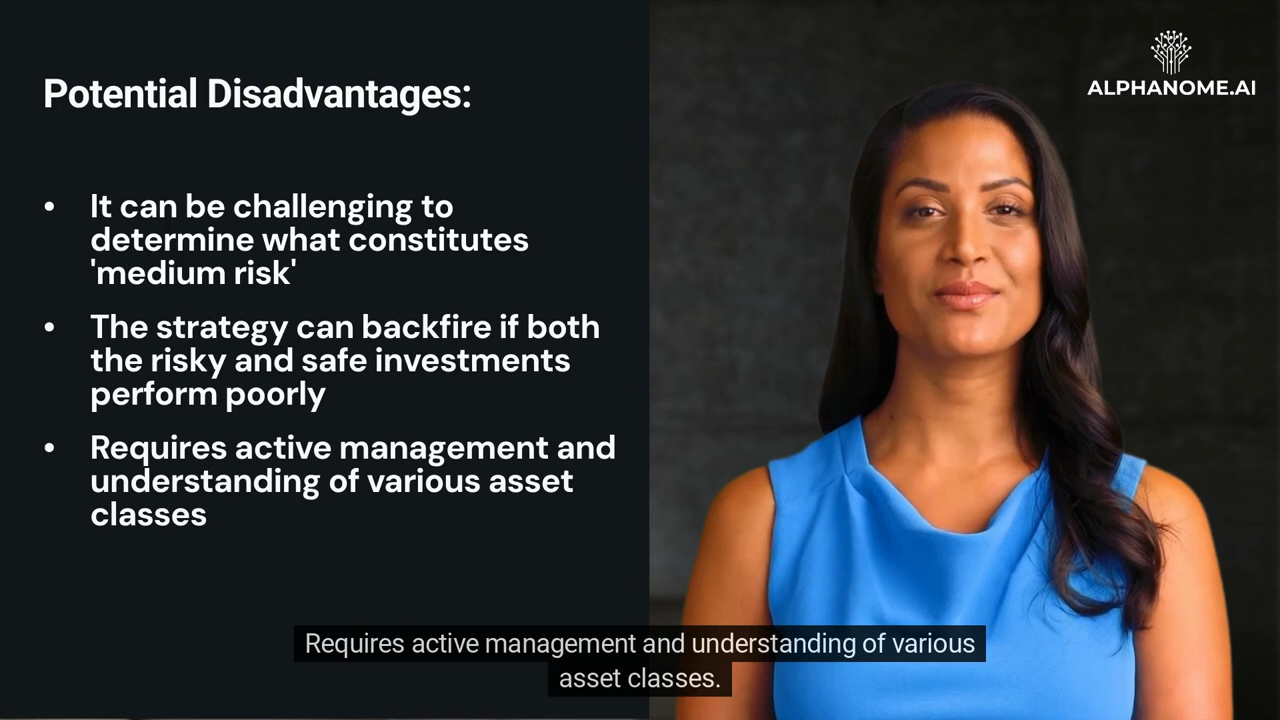 Potential Disadvantages:
• It can be challenging to
determine what constitutes
'medium risk'
• The strategy can backfire if both
the risky and safe investments
perform poorly
• Requires active management and
understanding of various asset
classes
ALPHANOME.AI
Requires active management and understanding of various
asset classes.